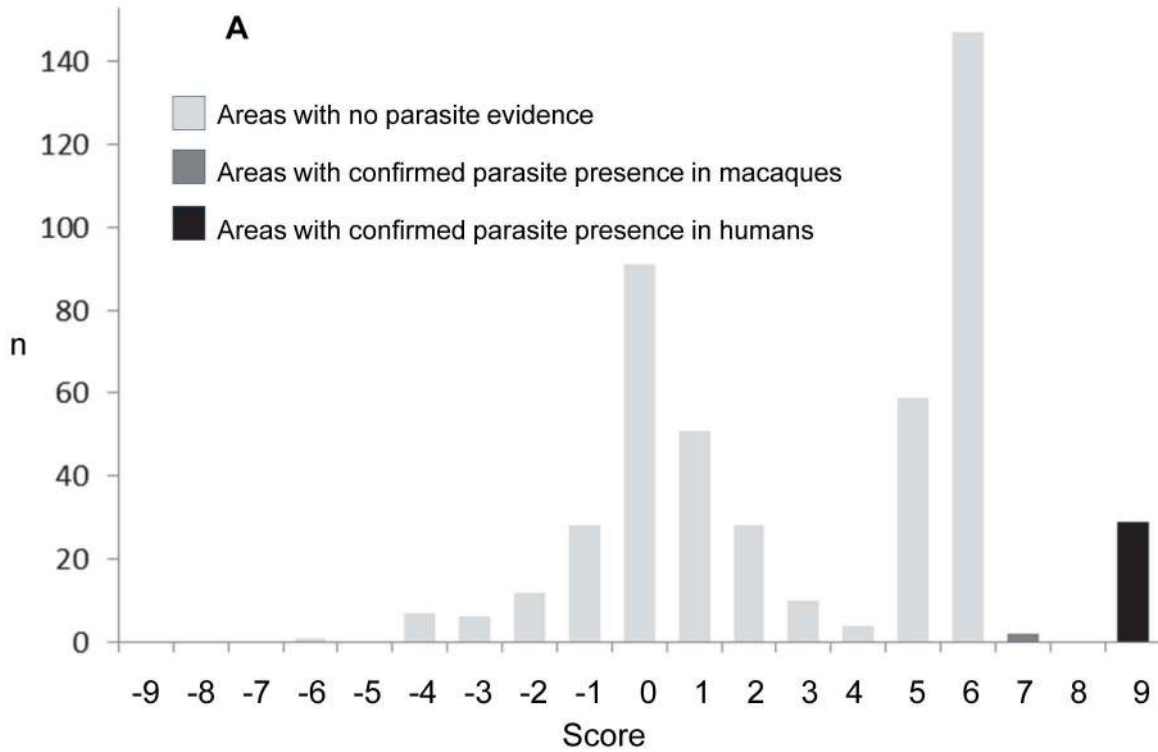 A
140
Areas with no parasite evidence
120
Areas with confirmed parasite presence in macaques
100
Areas with confirmed parasite presence in humans
80
n
60
40
20
0
-9 -8 -7 -6 -5 -4 -3 -2 -1 0 1 2 3 4 5 6 7 8 9
Score